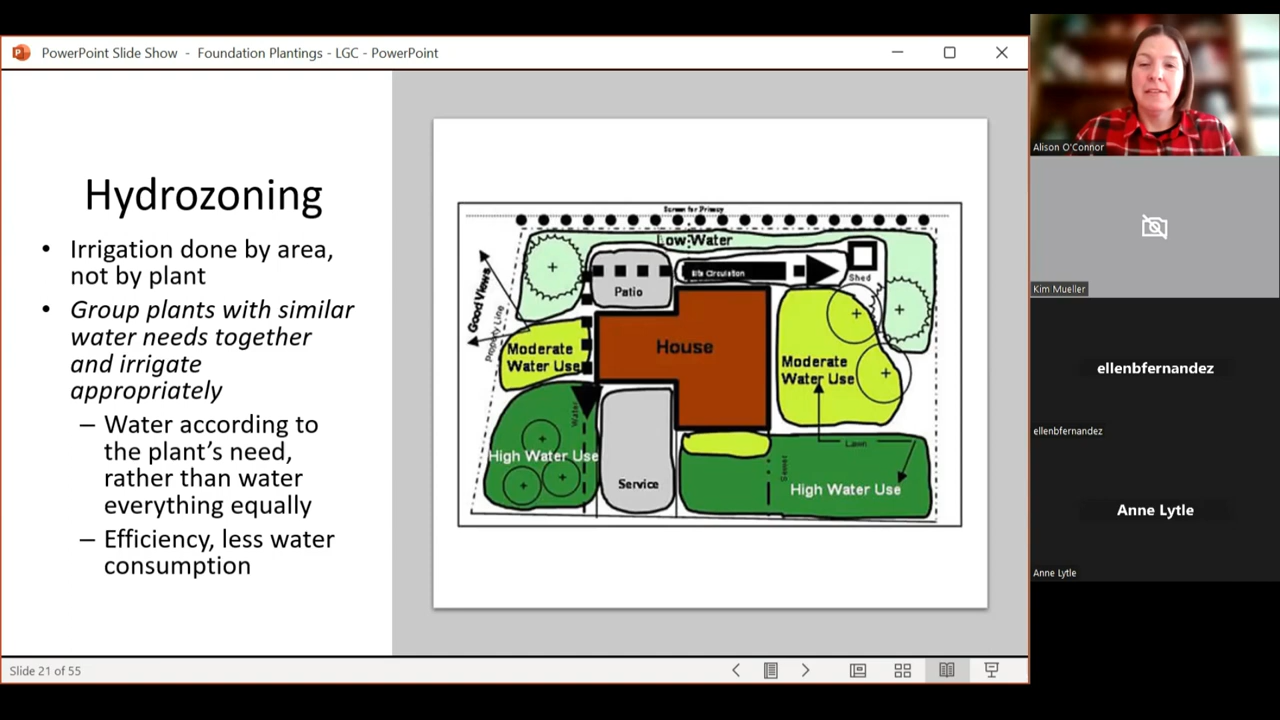 PowerPoint Slide Show - Foundation Plantings - LGC - PowerPoint
Hydrozoning
• Irrigation done by area,
not by plant
• Group plants with similar
water needs together
and irrigate
appropriately
– Water according to
the plant's need,
rather than water
everything equally
– Efficiency, less water
consumption
Screen for Privacy
Low Water
Site Circulation
Shed
Patio
Good Views
Property Line
House
Moderate
Water Use
Moderate
Water Use
Water
High Water Use
Lawn
Sewer
Service
High Water Use
Slide 21 of 55
Alison O'Connor
Kim Mueller
ellenbfernandez
ellenbfernandez
Anne Lytle
Anne Lytle